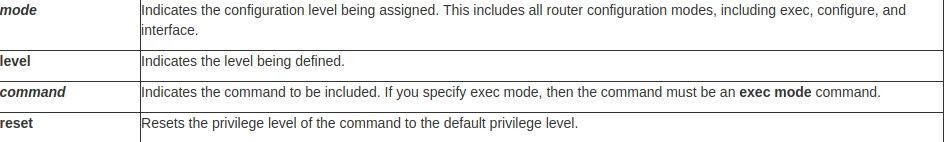 mode Indicates the configuration level being assigned. This includes all router configuration modes, including exec, configure, and
interface.
level Indicates the level being defined.
command Indicates the command to be included. If you specify exec mode, then the command must be an exec mode command.
reset Resets the privilege level of the command to the default privilege level.